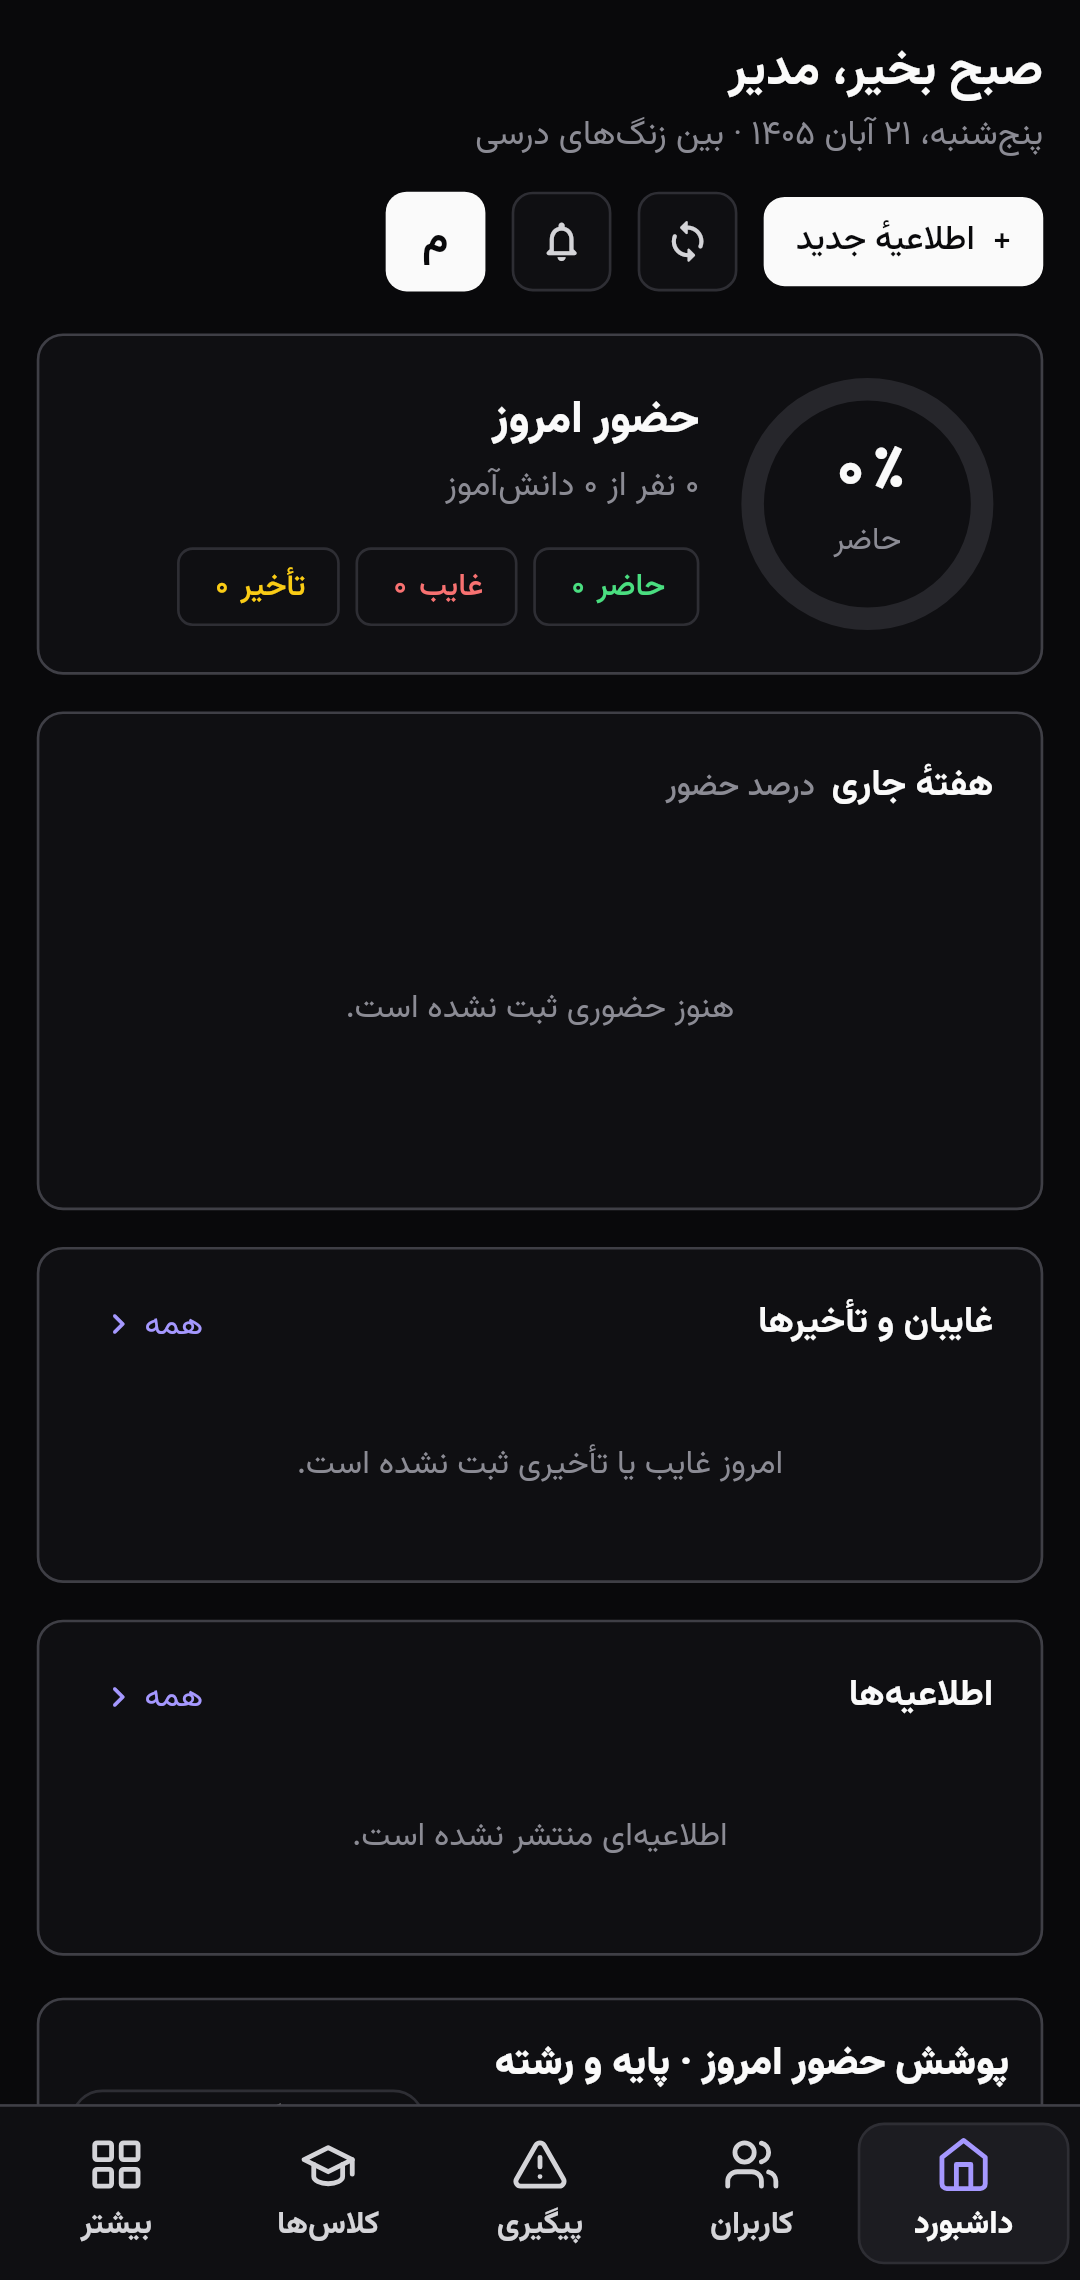 صبح بخیر، مدیر
پنج‌شنبه، ۲۱ آبان ۱۴۰۵ · بین زنگ‌های درسی
+ اطلاعیهٔ جدید
م
۰٪
حاضر
حضور امروز
۰ نفر از ۰ دانش‌آموز
حاضر ۰
غایب ۰
تأخیر ۰
هفتهٔ جاری درصد حضور
هنوز حضوری ثبت نشده است.
غایبان و تأخیرها
همه
امروز غایب یا تأخیری ثبت نشده است.
اطلاعیه‌ها
همه
اطلاعیه‌ای منتشر نشده است.
پوشش حضور امروز · پایه و رشته
داشبورد
کاربران
پیگیری
کلاس‌ها
بیشتر